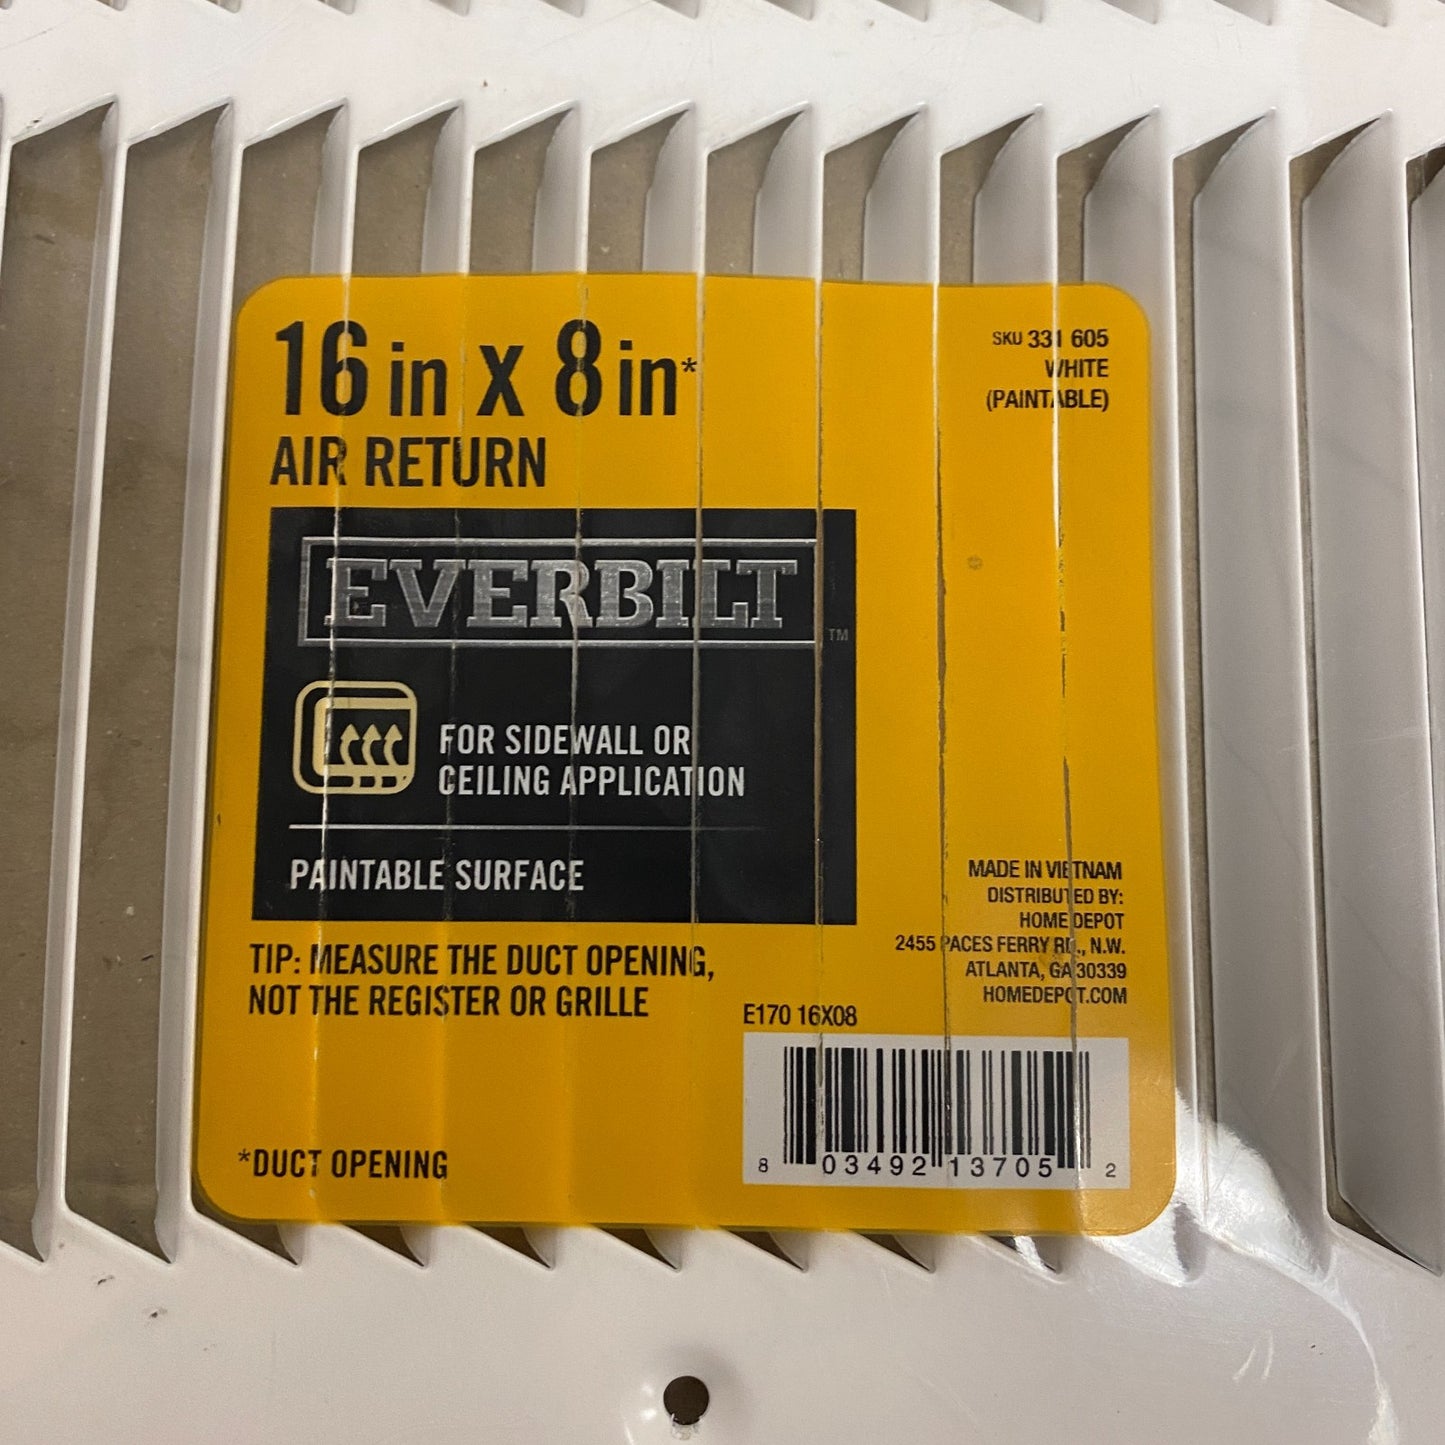 16 in x 8 in*
AIR RETURN
SKU 331 605
WHITE
(PAINTABLE)
EVERBILT™
FOR SIDEWALL OR
CEILING APPLICATION
PAINTABLE SURFACE
TIP: MEASURE THE DUCT OPENING,
NOT THE REGISTER OR GRILLE
MADE IN VIETNAM
DISTRIBUTED BY:
HOME DEPOT
2455 PACES FERRY RD., N.W.
ATLANTA, GA 30339
HOMEDEPOT.COM
E170 16X08
8 03492 13705 2
*DUCT OPENING